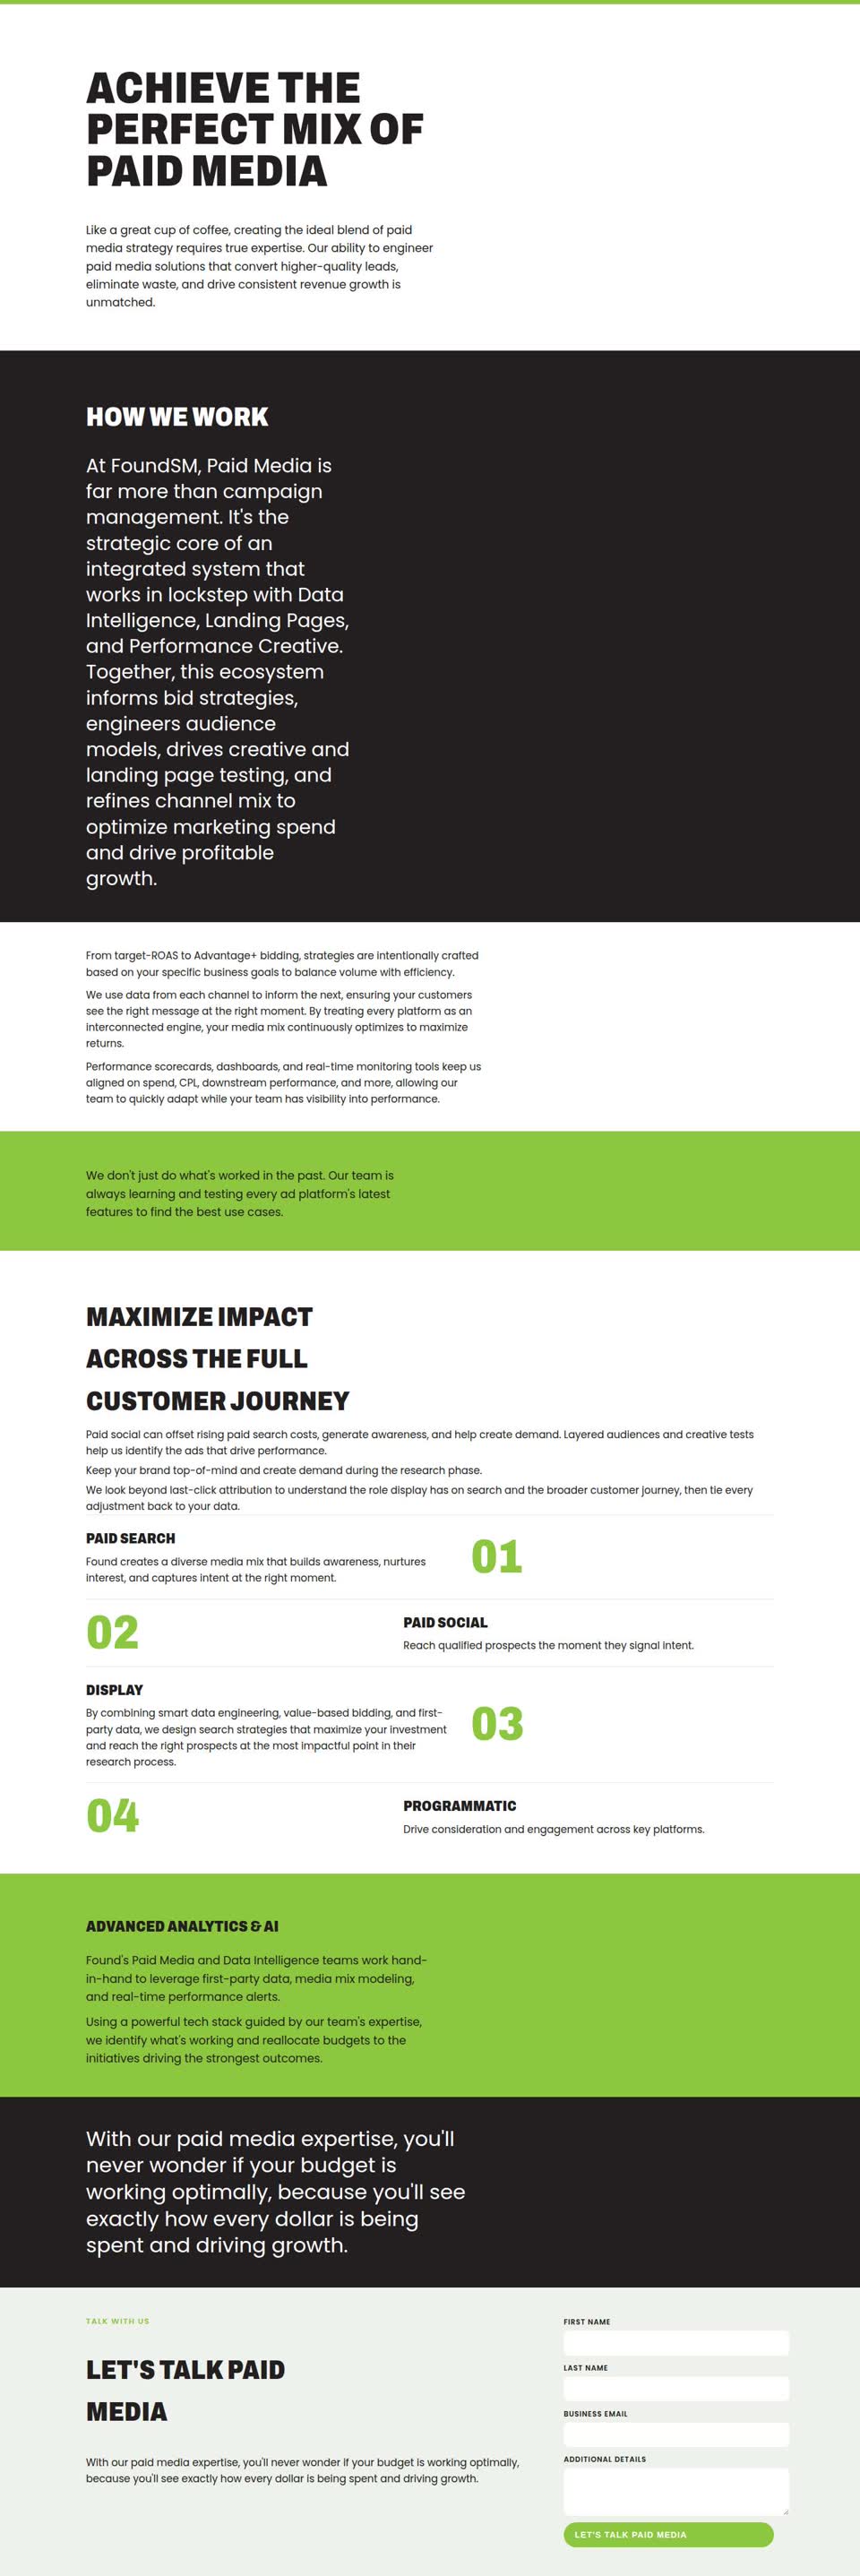 ACHIEVE THE
PERFECT MIX OF
PAID MEDIA
Like a great cup of coffee, creating the ideal blend of paid
media strategy requires true expertise. Our ability to engineer
paid media solutions that convert higher-quality leads,
eliminate waste, and drive consistent revenue growth is
unmatched.
HOW WE WORK
At FoundSM, Paid Media is
far more than campaign
management. It's the
strategic core of an
integrated system that
works in lockstep with Data
Intelligence, Landing Pages,
and Performance Creative.
Together, this ecosystem
informs bid strategies,
engineers audience
models, drives creative and
landing page testing, and
refines channel mix to
optimize marketing spend
and drive profitable
growth.
From target-ROAS to Advantage+ bidding, strategies are intentionally crafted
based on your specific business goals to balance volume with efficiency.
We use data from each channel to inform the next, ensuring your customers
see the right message at the right moment. By treating every platform as an
interconnected engine, your media mix continuously optimizes to maximize
returns.
Performance scorecards, dashboards, and real-time monitoring tools keep us
aligned on spend, CPL, downstream performance, and more, allowing our
team to quickly adapt while your team has visibility into performance.
We don't just do what's worked in the past. Our team is
always learning and testing every ad platform's latest
features to find the best use cases.
MAXIMIZE IMPACT
ACROSS THE FULL
CUSTOMER JOURNEY
Paid social can offset rising paid search costs, generate awareness, and help create demand. Layered audiences and creative tests
help us identify the ads that drive performance.
Keep your brand top-of-mind and create demand during the research phase.
We look beyond last-click attribution to understand the role display has on search and the broader customer journey, then tie every
adjustment back to your data.
PAID SEARCH
Found creates a diverse media mix that builds awareness, nurtures
interest, and captures intent at the right moment.
01
02
PAID SOCIAL
Reach qualified prospects the moment they signal intent.
DISPLAY
By combining smart data engineering, value-based bidding, and first-
party data, we design search strategies that maximize your investment
and reach the right prospects at the most impactful point in their
research process.
03
04
PROGRAMMATIC
Drive consideration and engagement across key platforms.
ADVANCED ANALYTICS & AI
Found's Paid Media and Data Intelligence teams work hand-
in-hand to leverage first-party data, media mix modeling,
and real-time performance alerts.
Using a powerful tech stack guided by our team's expertise,
we identify what's working and reallocate budgets to the
initiatives driving the strongest outcomes.
With our paid media expertise, you'll
never wonder if your budget is
working optimally, because you'll see
exactly how every dollar is being
spent and driving growth.
TALK WITH US
LET'S TALK PAID
MEDIA
With our paid media expertise, you'll never wonder if your budget is working optimally,
because you'll see exactly how every dollar is being spent and driving growth.
FIRST NAME
LAST NAME
BUSINESS EMAIL
ADDITIONAL DETAILS
LET'S TALK PAID MEDIA